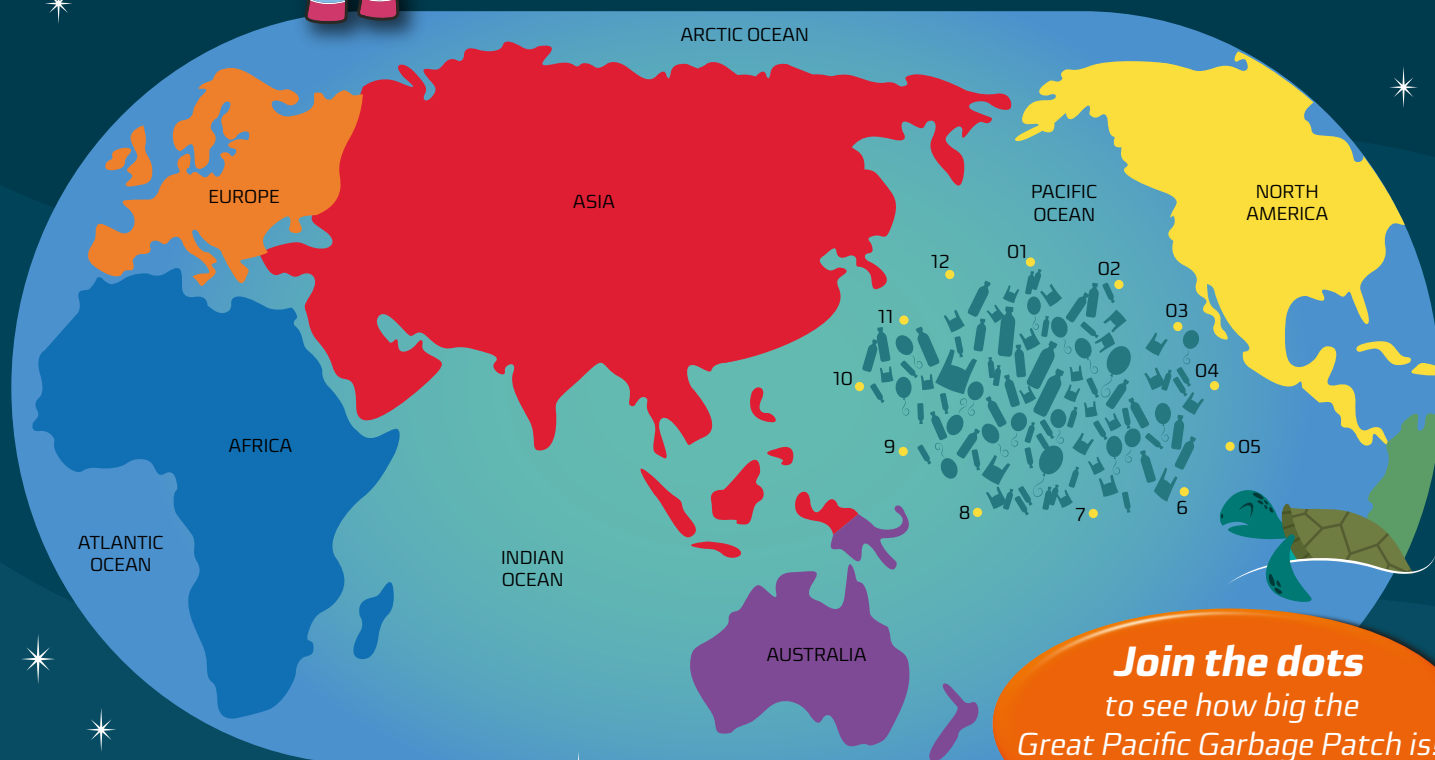 ARCTIC OCEAN
EUROPE
ASIA
PACIFIC
OCEAN
NORTH
AMERICA
01
02
03
04
05
6
7
8
9
10
11
12
AFRICA
ATLANTIC
OCEAN
INDIAN
OCEAN
AUSTRALIA
Join the dots
to see how big the
Great Pacific Garbage Patch is!